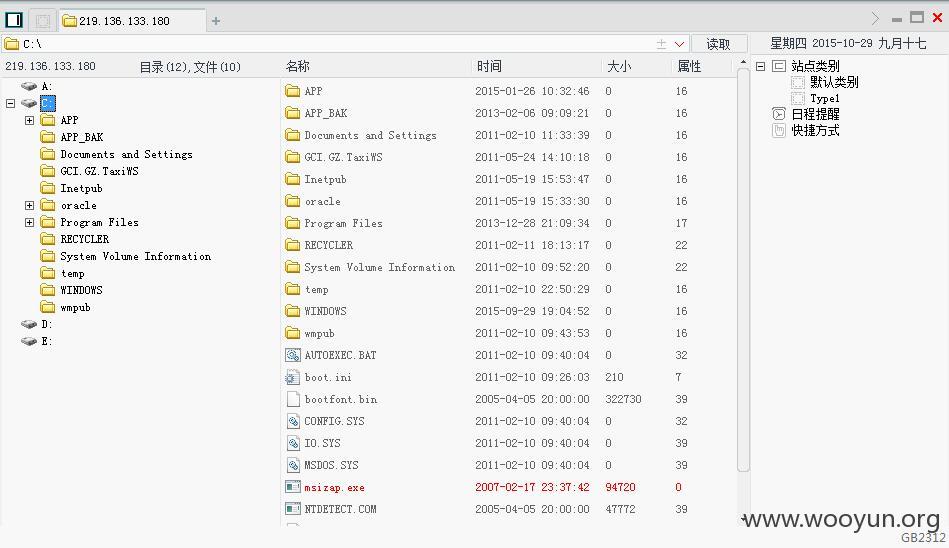 219.136.133.180
C:\
读取
星期四 2015-10-29 九月十七
219.136.133.180 目录(12),文件(10)
名称 时间 大小 属性
A:
C:
APP
APP_BAK
Documents and Settings
GCI.GZ.TaxiWS
Inetpub
oracle
Program Files
RECYCLER
System Volume Information
temp
WINDOWS
wmpub
D:
E:
APP 2015-01-26 10:32:46 0 16
APP_BAK 2013-02-06 09:09:21 0 16
Documents and Settings 2011-02-10 11:33:39 0 16
GCI.GZ.TaxiWS 2011-05-24 14:10:18 0 16
Inetpub 2011-05-19 15:53:47 0 16
oracle 2011-05-19 15:33:30 0 16
Program Files 2013-12-28 21:09:34 0 17
RECYCLER 2011-02-11 18:13:17 0 22
System Volume Information 2011-02-10 09:52:20 0 22
temp 2011-02-10 22:50:29 0 16
WINDOWS 2015-09-29 19:04:52 0 16
wmpub 2011-02-10 09:43:53 0 16
AUTOEXEC.BAT 2011-02-10 09:40:04 0 32
boot.ini 2011-02-10 09:26:03 210 7
bootfont.bin 2005-04-05 20:00:00 322730 39
CONFIG.SYS 2011-02-10 09:40:04 0 32
IO.SYS 2011-02-10 09:40:04 0 39
MSDOS.SYS 2011-02-10 09:40:04 0 39
msizap.exe 2007-02-17 23:37:42 94720 0
NTDETECT.COM 2005-04-05 20:00:00 47772 39
站点类别
默认类别
Type1
日程提醒
快捷方式
www.wooyun.org
GB2312